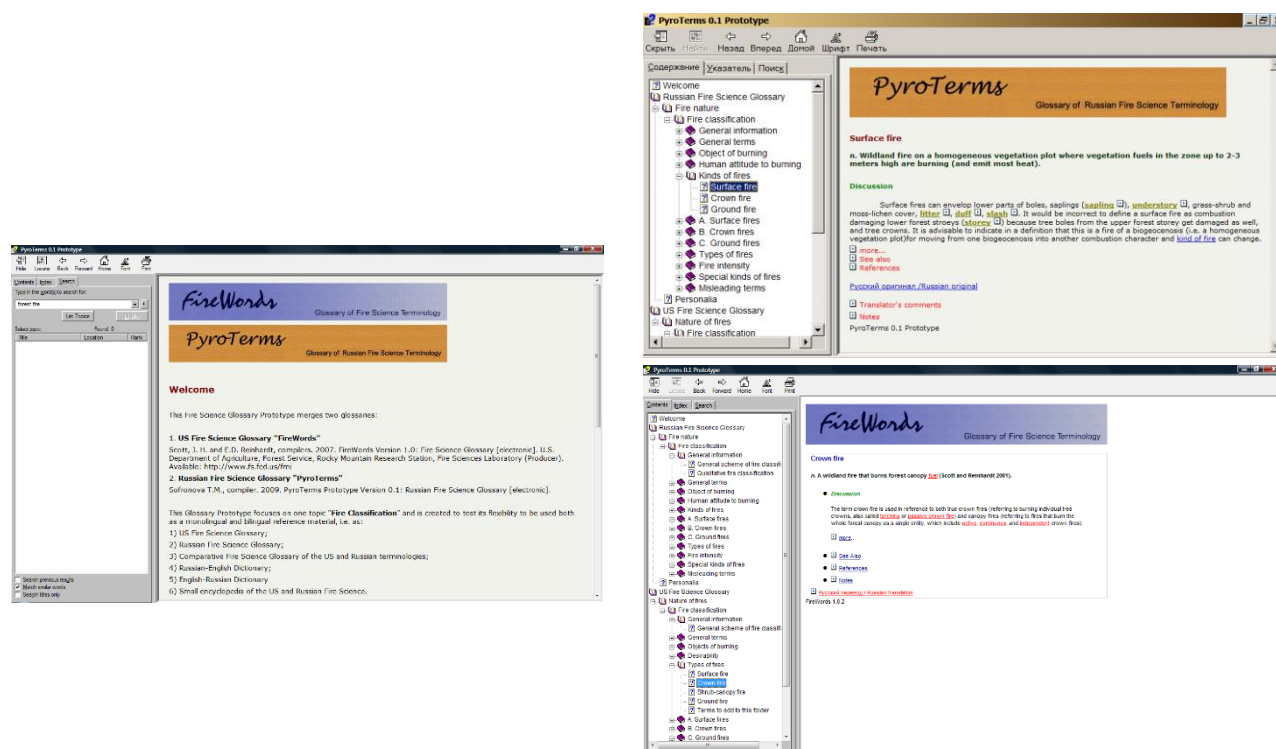 PyroTerms 0.1 Prototype
Hide Locate Back Forward Home Font Print
Contents Index Search
Type in the word(s) to search for:
forest fire
List Topics
Select topic: Found: 0
Title Location Rank
Search previous results
Match similar words
Search titles only
FireWords
Glossary of Fire Science Terminology
PyroTerms
Glossary of Russian Fire Science Terminology
Welcome
This Fire Science Glossary Prototype merges two glossaries:
1. US Fire Science Glossary "FireWords"
Scott, J. H. and E.D. Reinhardt, compilers. 2007. FireWords Version 1.0: Fire Science Glossary [electronic]. U.S.
Department of Agriculture, Forest Service, Rocky Mountain Research Station, Fire Sciences Laboratory (Producer).
Available: http://www.fs.fed.us/fmi
2. Russian Fire Science Glossary "PyroTerms"
Sofronova T.M., compiler. 2009. PyroTerms Prototype Version 0.1: Russian Fire Science Glossary [electronic].
This Glossary Prototype focuses on one topic "Fire Classification" and is created to test its flexibility to be used both
as a monolingual and bilingual reference material, i.e. as:
1) US Fire Science Glossary;
2) Russian Fire Science Glossary;
3) Comparative Fire Science Glossary of the US and Russian terminologies;
4) Russian-English Dictionary;
5) English-Russian Dictionary
6) Small encyclopedia of the US and Russian Fire Science.
PyroTerms 0.1 Prototype
Скрыть Найти Назад Вперед Домой Шрифт Печать
Содержание Указатель Поиск
Welcome
Russian Fire Science Glossary
Fire nature
Fire classification
General information
General terms
Object of burning
Human attitude to burning
Kinds of fires
Surface fire
Crown fire
Ground fire
A. Surface fires
B. Crown fires
C. Ground fires
Types of fires
Fire intensity
Special kinds of fires
Misleading terms
Personalia
US Fire Science Glossary
Nature of fires
Fire classification
PyroTerms
Glossary of Russian Fire Science Terminology
Surface fire
n. Wildland fire on a homogeneous vegetation plot where vegetation fuels in the zone up to 2-3
meters high are burning (and emit most heat).
Discussion
Surface fires can envelop lower parts of boles, saplings (sapling), understory, grass-shrub and
moss-lichen cover, litter, duff, slash. It would be incorrect to define a surface fire as combustion
damaging lower forest stroeys (storey) because tree boles from the upper forest storey get damaged as well,
and tree crowns. It is advisable to indicate in a definition that this is a fire of a biogeocenosis (i.e. a homogeneous
vegetation plot)for moving from one biogeocenosis into another combustion character and kind of fire can change.
more...
See also
References
Русский оригинал /Russian original
Translator's comments
Notes
PyroTerms 0.1 Prototype
PyroTerms 0.1 Prototype
Hide Locate Back Forward Home Font Print
Contents Index Search
Welcome
Russian Fire Science Glossary
Fire nature
Fire classification
General information
General scheme of fire classifi
Qualitative fire classification
General terms
Object of burning
Human attitude to burning
Kinds of fires
A. Surface fires
B. Crown fires
C. Ground fires
Types of fires
Fire intensity
Special kinds of fires
Misleading terms
Personalia
US Fire Science Glossary
Nature of fires
Fire classification
General information
General scheme of fire classifi
General terms
Objects of burning
Desirability
Types of fires
Surface fire
Crown fire
Shrub-canopy fire
Ground fire
Terms to add to this folder
A. Surface fires
B. Crown fires
C. Ground fires
FireWords
Glossary of Fire Science Terminology
Crown fire
n. A wildland fire that burns forest canopy fuel (Scott and Reinhardt 2001).
Discussion
The term crown fire is used in reference to both true crown fires (referring to burning individual tree
crowns, also called torching or passive crown fire) and canopy fires (referring to fires that burn the
whole forest canopy as a single entity, which include active, continuous, and independent crown fires).
more...
See Also
References
Notes
Русский перевод / Russian translation
FireWords 1.0.2